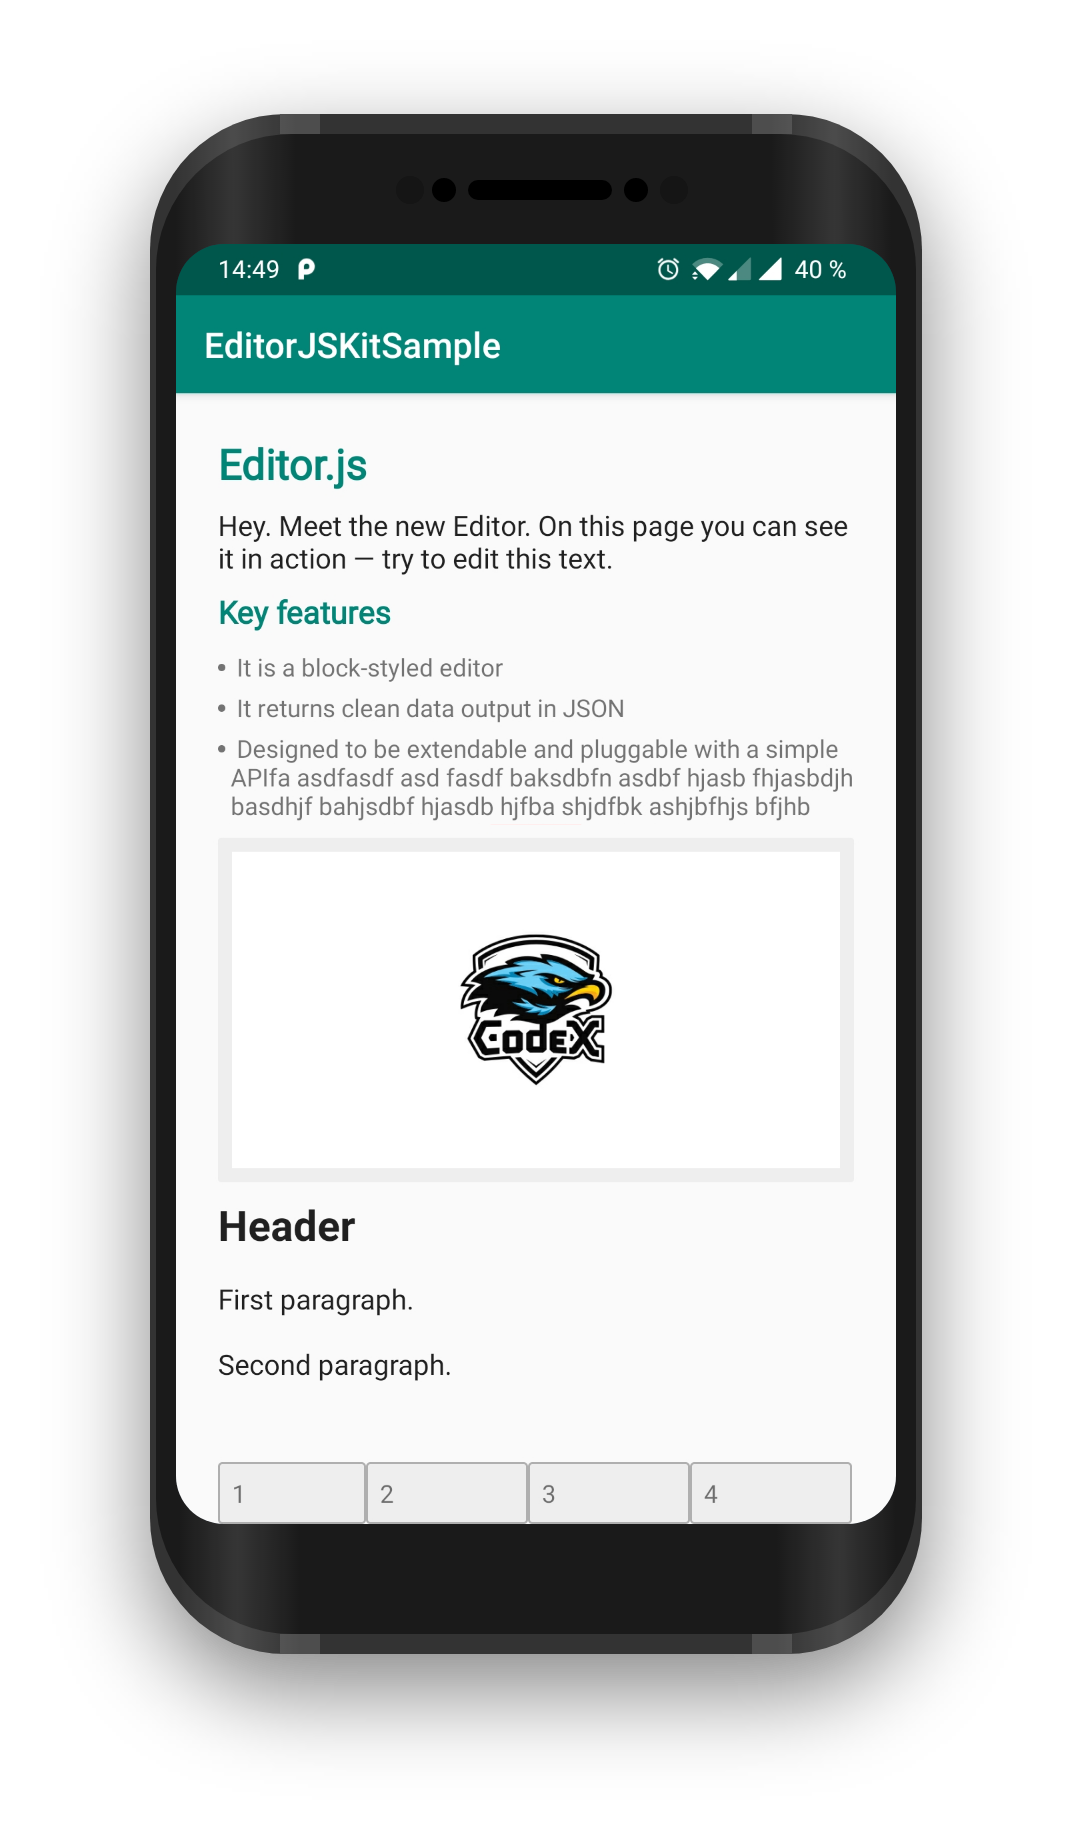 14:49
40 %
EditorJSKitSample
Editor.js
Hey. Meet the new Editor. On this page you can see
it in action — try to edit this text.
Key features
• It is a block-styled editor
• It returns clean data output in JSON
• Designed to be extendable and pluggable with a simple
APIfa asdfasdf asd fasdf baksdbfn asdbf hjasb fhjasbdjh
basdhjf bahjsdbf hjasdb hjfba shjdfbk ashjbfhjs bfjhb
CodeX
Header
First paragraph.
Second paragraph.
1 2 3 4